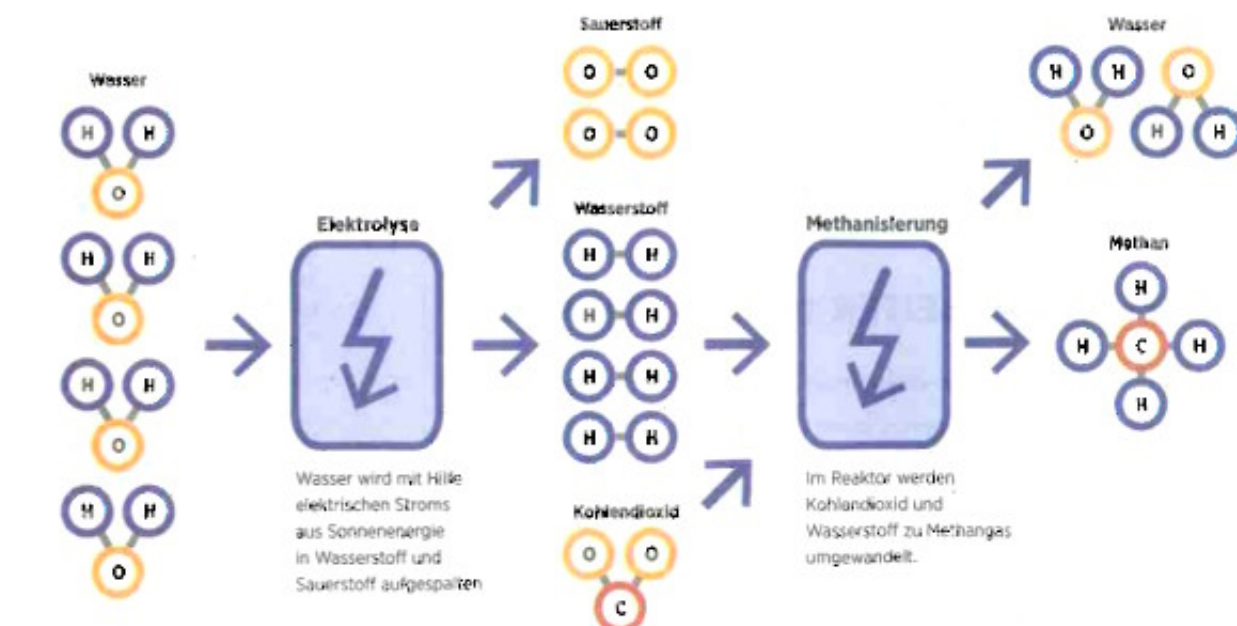 Wasser
H H
O
H H
O
H H
O
H H
O
Elektrolyse
Wasser wird mit Hilfe
elektrischen Stroms
aus Sonnenenergie
in Wasserstoff und
Sauerstoff aufgespalten
Sauerstoff
O O
O O
Wasserstoff
H H
H H
H H
H H
Kohlendioxid
O O
C
Methanisierung
Im Reaktor werden
Kohlendioxid und
Wasserstoff zu Methangas
umgewandelt.
Wasser
H H O
O H H
Methan
H
H C H
H